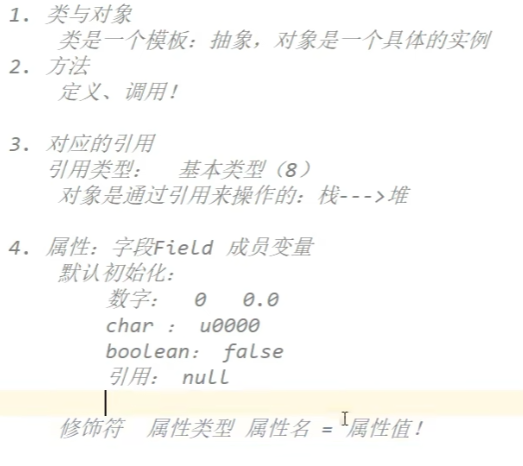 1. 类与对象
类是一个模板：抽象，对象是一个具体的实例
2. 方法
定义、调用！
3. 对应的引用
引用类型： 基本类型（8）
对象是通过引用来操作的：栈--->堆
4. 属性：字段Field 成员变量
默认初始化：
数字： 0 0.0
char : u0000
boolean: false
引用： null
修饰符 属性类型 属性名 = 属性值！